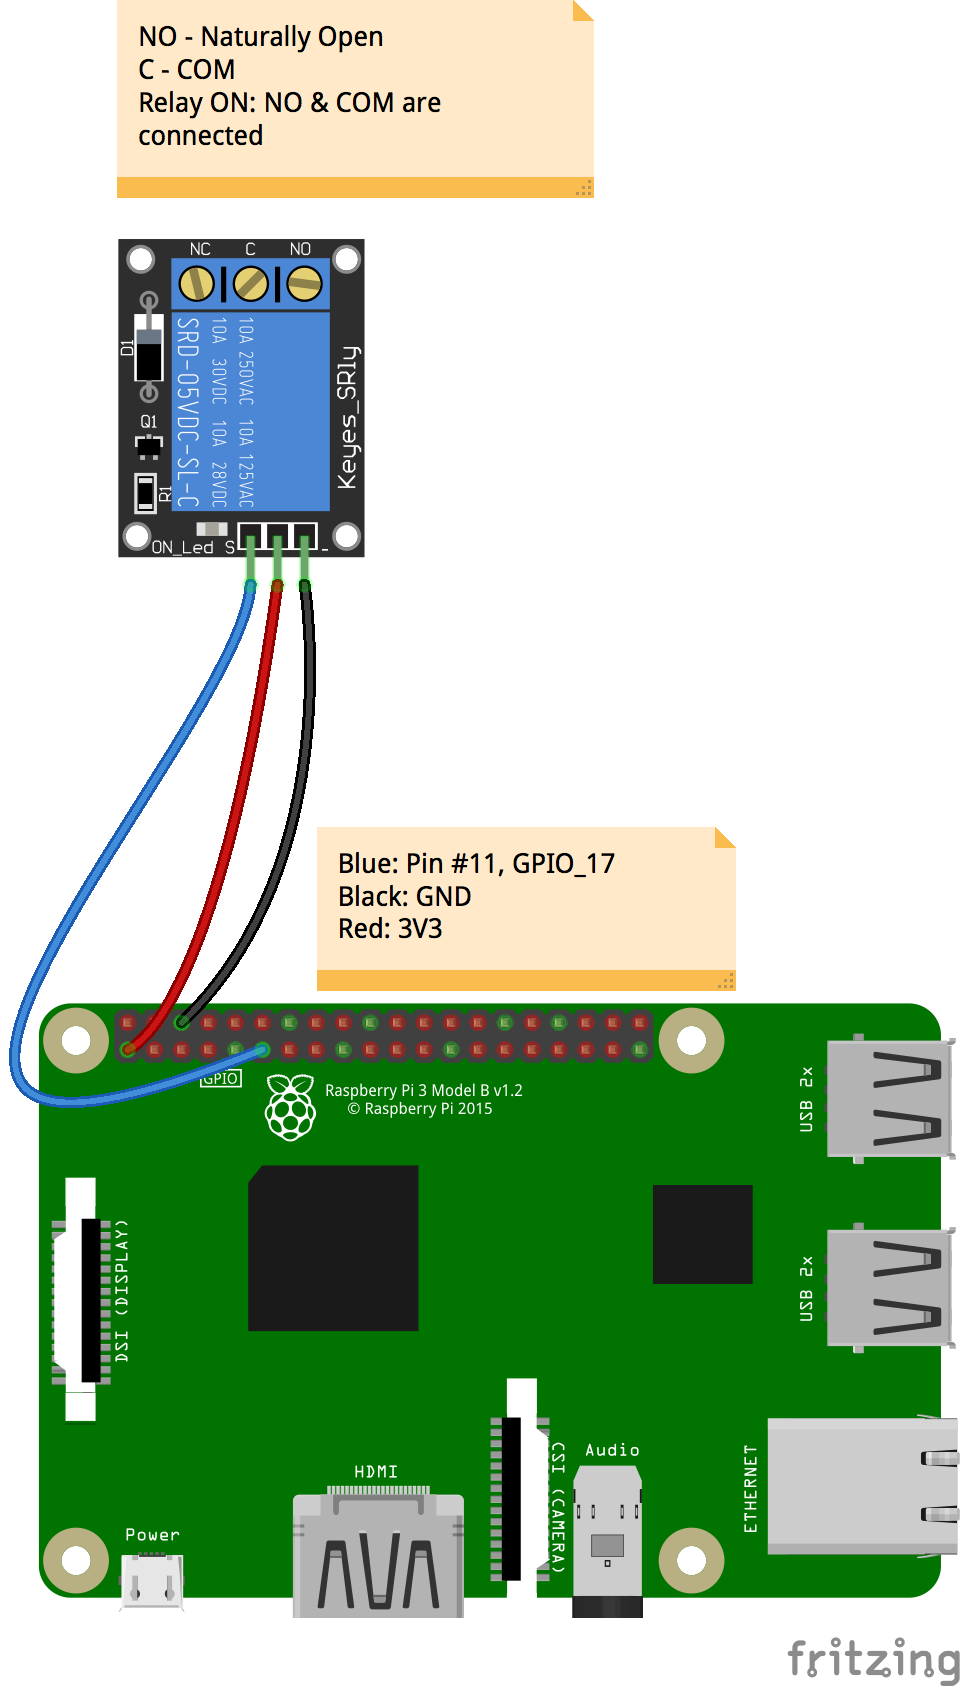 NO - Naturally Open
C - COM
Relay ON: NO & COM are
connected
NC C NO
D1
Q1
R1
SRD-05VDC-SL-C
10A 30VDC 10A 28VDC
10A 250VAC 10A 125VAC
Keyes_SRly
ON_Led S -
Blue: Pin #11, GPIO_17
Black: GND
Red: 3V3
GPIO
Raspberry Pi 3 Model B v1.2
© Raspberry Pi 2015
USB 2x
USB 2x
DSI (DISPLAY)
CSI (CAMERA)
Audio
HDMI
ETHERNET
Power
fritzing